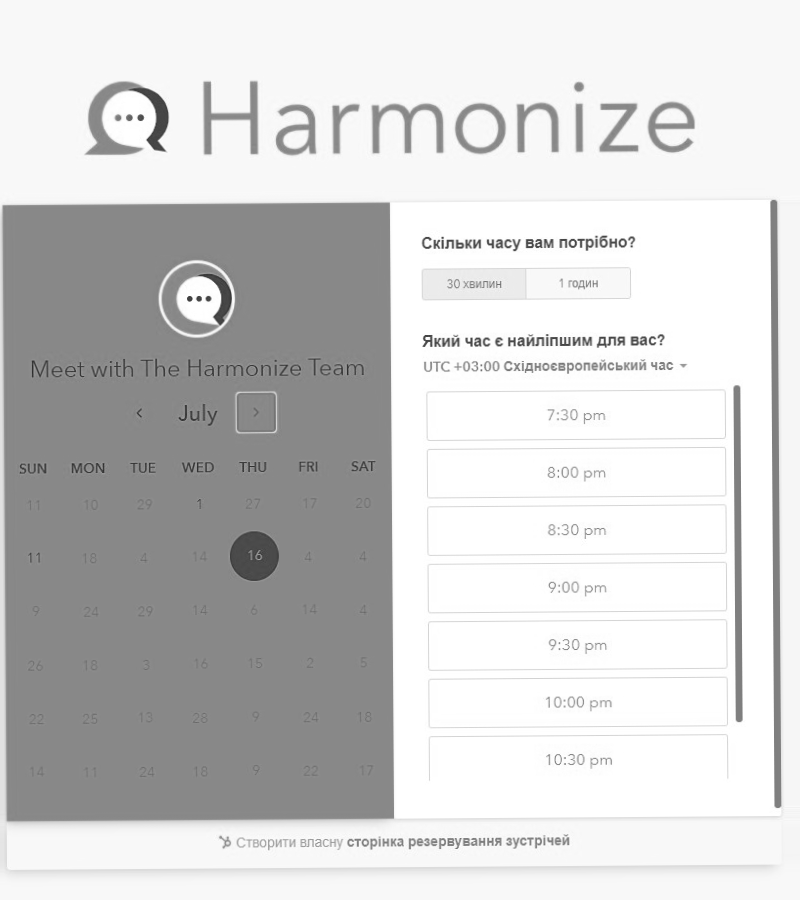 Harmonize
Meet with The Harmonize Team
July
SUN MON TUE WED THU FRI SAT
11 10 29 1 27 17 20
11 18 4 14 16 4 4
9 24 29 14 6 14 4
26 18 3 16 15 2 5
22 25 13 28 9 24 18
14 11 24 18 9 22 17
Скільки часу вам потрібно?
30 хвилин 1 годин
Який час є найліпшим для вас?
UTC +03:00 Східноєвропейський час
7:30 pm
8:00 pm
8:30 pm
9:00 pm
9:30 pm
10:00 pm
10:30 pm
Створити власну сторінка резервування зустрічей